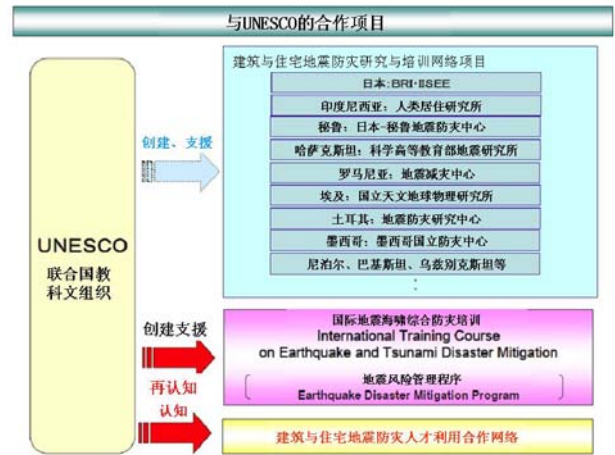 与UNESCO的合作项目
建筑与住宅地震防灾研究与培训网络项目
日本:BRI·IISEE
印度尼西亚：人类居住研究所
秘鲁：日本-秘鲁地震防灾中心
哈萨克斯坦：科学高等教育部地震研究所
罗马尼亚：地震减灾中心
埃及：国立天文地球物理研究所
土耳其：地震防灾研究中心
墨西哥：墨西哥国立防灾中心
尼泊尔、巴基斯坦、乌兹别克斯坦等
：
创建、支援
UNESCO
联合国教
科文组织
创建支援
国际地震海啸综合防灾培训
International Training Course
on Earthquake and Tsunami Disaster Mitigation
地震风险管理程序
Earthquake Disaster Mitigation Program
再认知
认知
建筑与住宅地震防灾人才利用合作网络